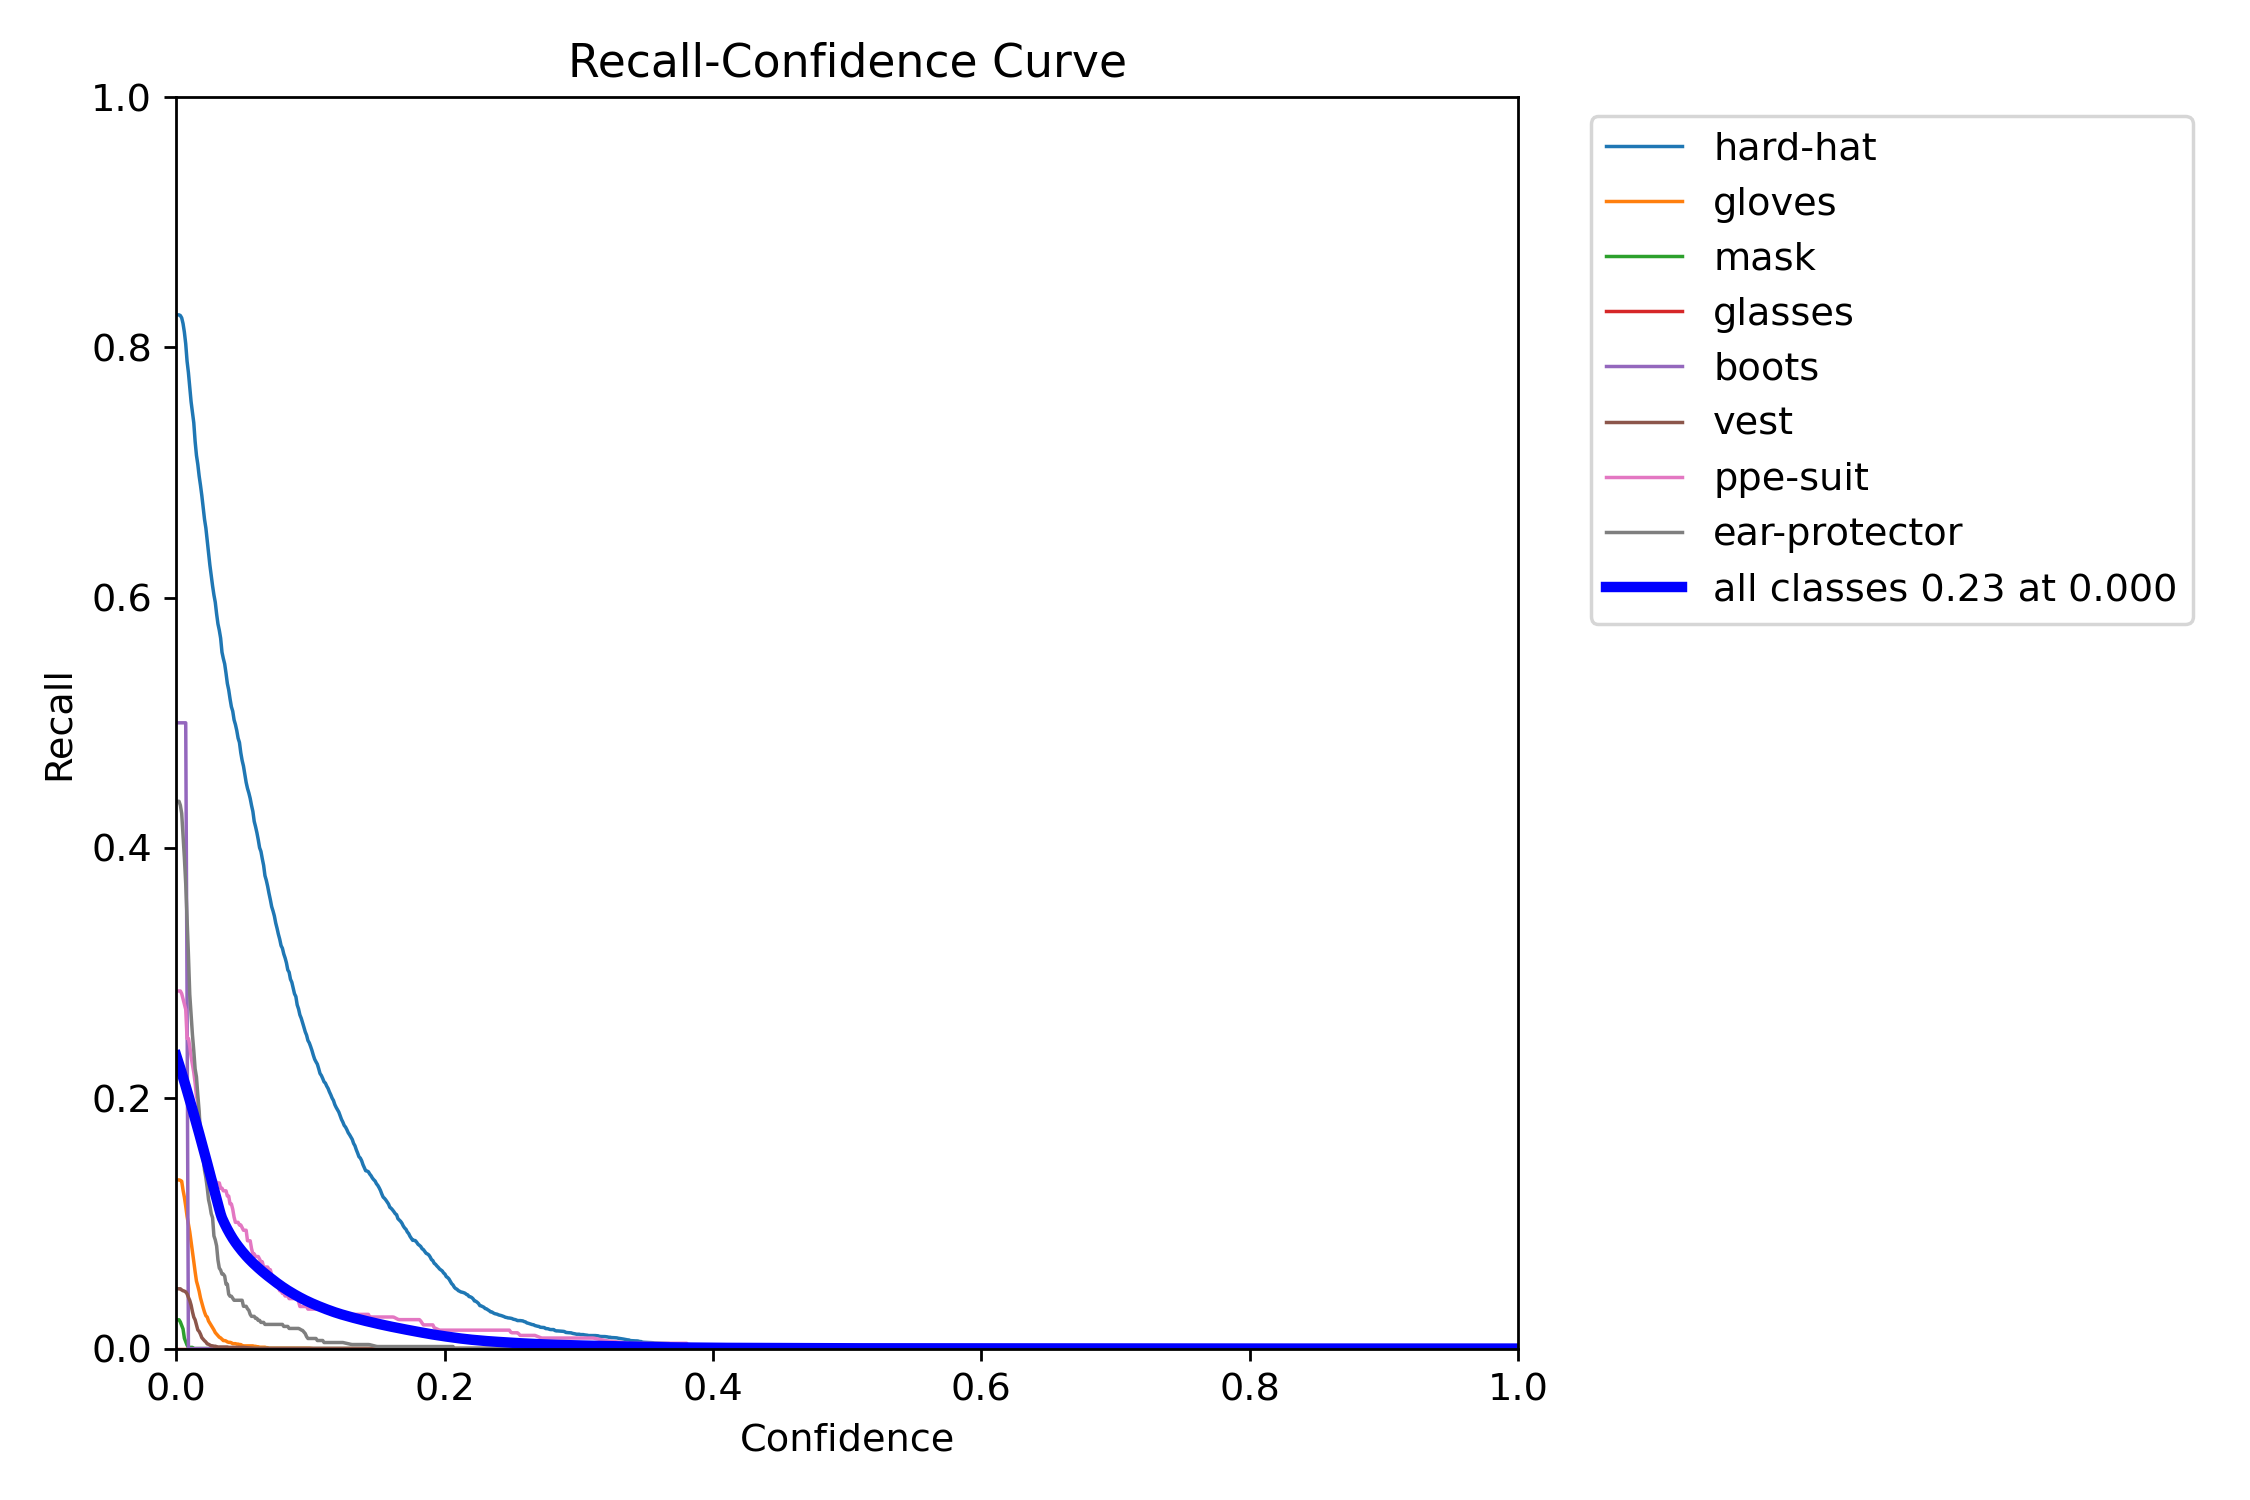 Recall-Confidence Curve
1.0
0.8
0.6
0.4
0.2
0.0
Recall
0.0 0.2 0.4 0.6 0.8 1.0
Confidence
hard-hat
gloves
mask
glasses
boots
vest
ppe-suit
ear-protector
all classes 0.23 at 0.000